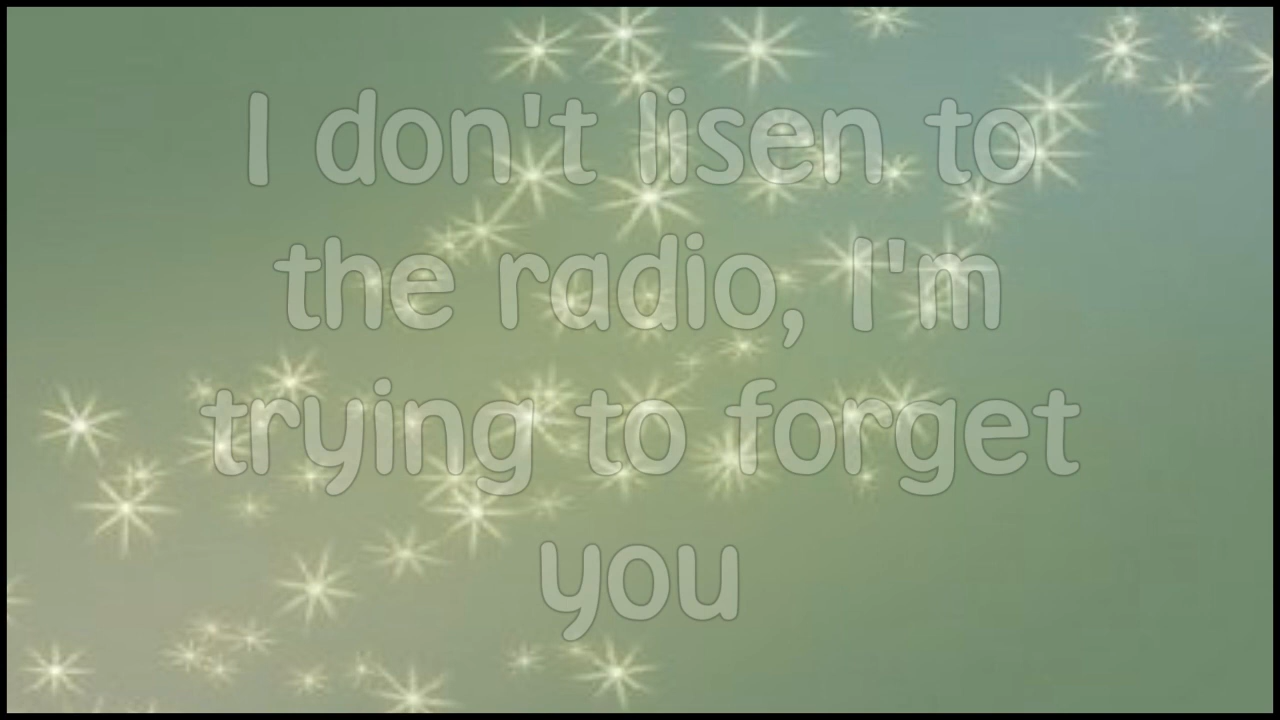 I don't lisen to
the radio, I'm
trying to forget
you